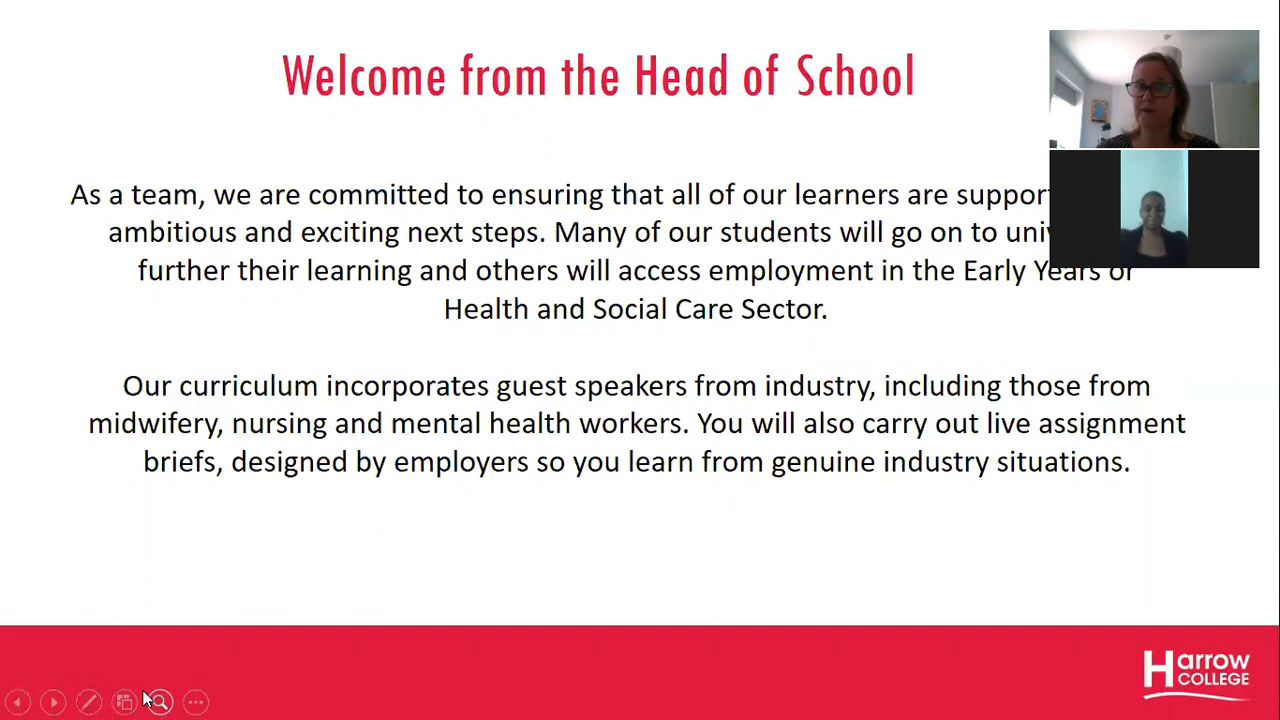 Welcome from the Head of School
As a team, we are committed to ensuring that all of our learners are
ambitious and exciting next steps. Many of our students will go on to
further their learning and others will access employment in the Early Years or
Health and Social Care Sector.
Our curriculum incorporates guest speakers from industry, including those from
midwifery, nursing and mental health workers. You will also carry out live assignment
briefs, designed by employers so you learn from genuine industry situations.
Harrow
COLLEGE